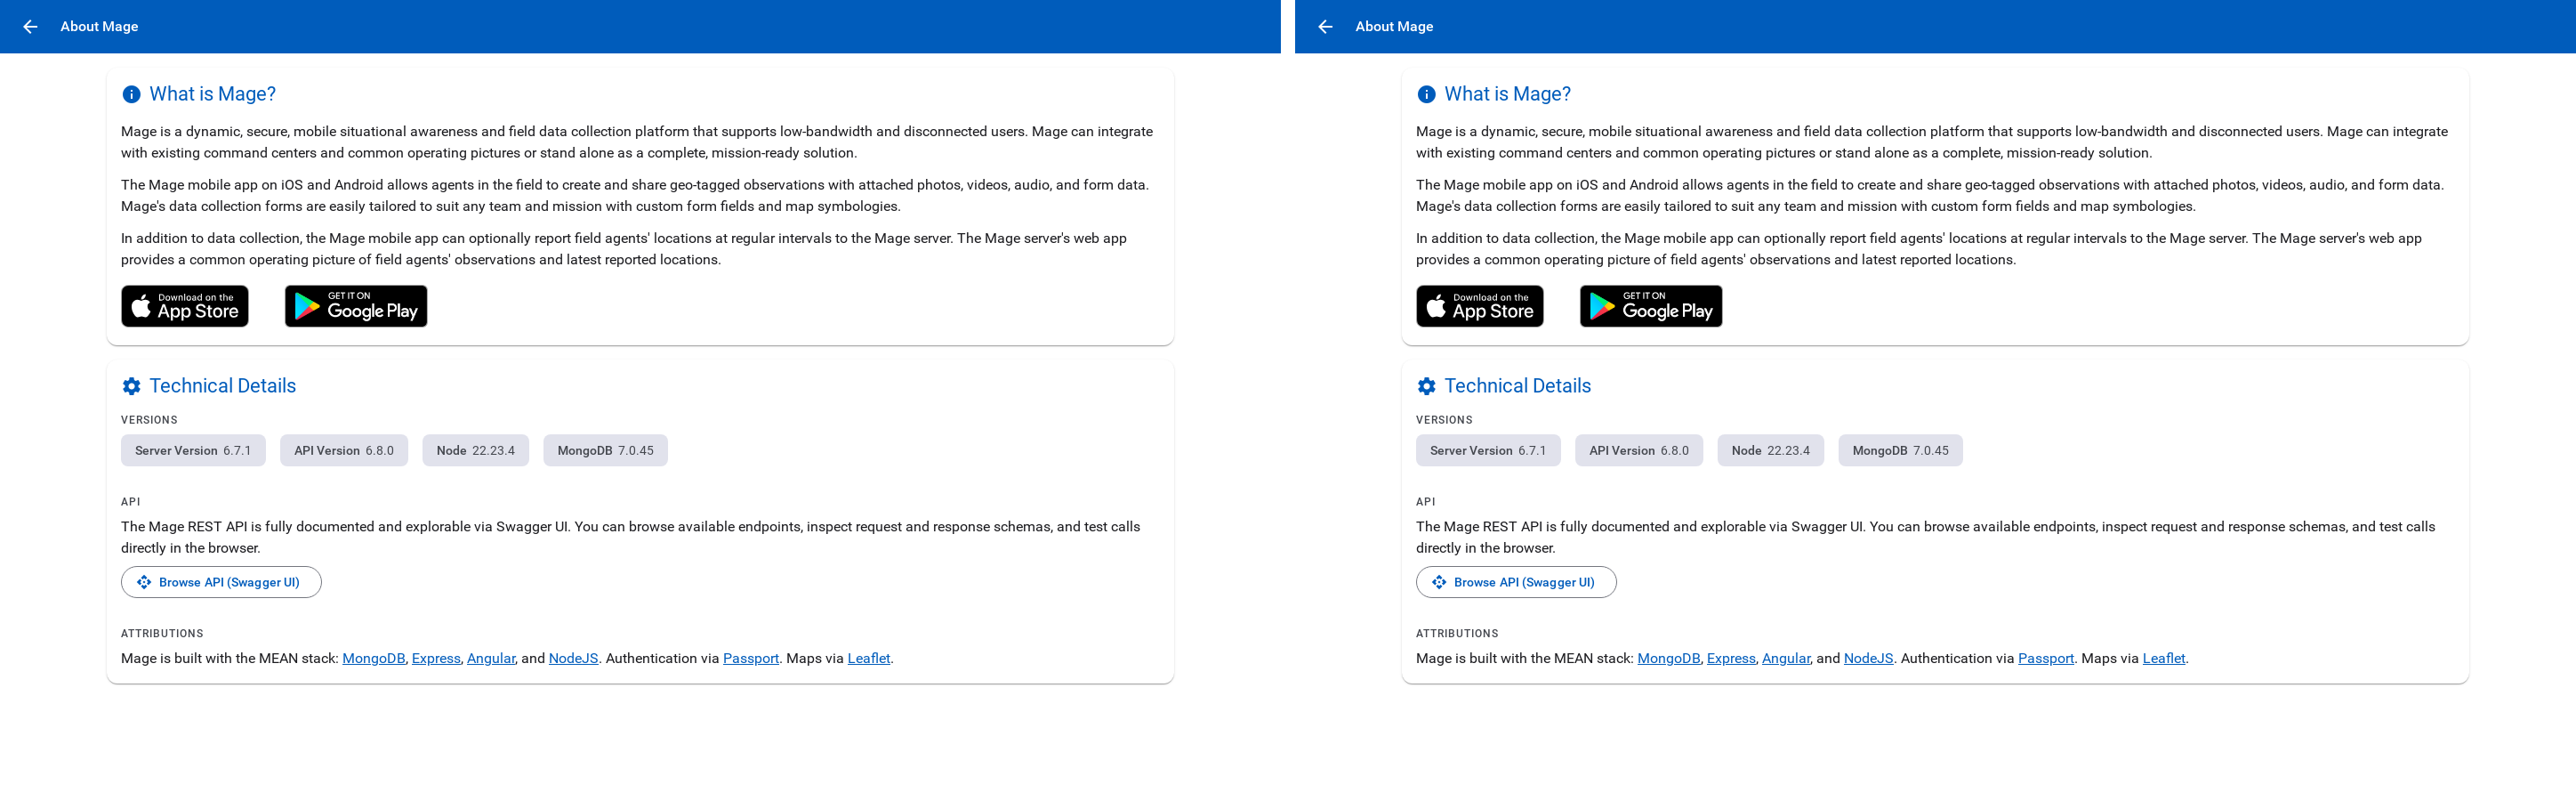 About Mage
What is Mage?
Mage is a dynamic, secure, mobile situational awareness and field data collection platform that supports low-bandwidth and disconnected users. Mage can integrate
with existing command centers and common operating pictures or stand alone as a complete, mission-ready solution.
The Mage mobile app on iOS and Android allows agents in the field to create and share geo-tagged observations with attached photos, videos, audio, and form data.
Mage's data collection forms are easily tailored to suit any team and mission with custom form fields and map symbologies.
In addition to data collection, the Mage mobile app can optionally report field agents' locations at regular intervals to the Mage server. The Mage server's web app
provides a common operating picture of field agents' observations and latest reported locations.
Download on the
App Store
GET IT ON
Google Play
Technical Details
VERSIONS
Server Version 6.7.1 API Version 6.8.0 Node 22.23.4 MongoDB 7.0.45
API
The Mage REST API is fully documented and explorable via Swagger UI. You can browse available endpoints, inspect request and response schemas, and test calls
directly in the browser.
Browse API (Swagger UI)
ATTRIBUTIONS
Mage is built with the MEAN stack: MongoDB, Express, Angular, and NodeJS. Authentication via Passport. Maps via Leaflet.
About Mage
What is Mage?
Mage is a dynamic, secure, mobile situational awareness and field data collection platform that supports low-bandwidth and disconnected users. Mage can integrate
with existing command centers and common operating pictures or stand alone as a complete, mission-ready solution.
The Mage mobile app on iOS and Android allows agents in the field to create and share geo-tagged observations with attached photos, videos, audio, and form data.
Mage's data collection forms are easily tailored to suit any team and mission with custom form fields and map symbologies.
In addition to data collection, the Mage mobile app can optionally report field agents' locations at regular intervals to the Mage server. The Mage server's web app
provides a common operating picture of field agents' observations and latest reported locations.
Download on the
App Store
GET IT ON
Google Play
Technical Details
VERSIONS
Server Version 6.7.1 API Version 6.8.0 Node 22.23.4 MongoDB 7.0.45
API
The Mage REST API is fully documented and explorable via Swagger UI. You can browse available endpoints, inspect request and response schemas, and test calls
directly in the browser.
Browse API (Swagger UI)
ATTRIBUTIONS
Mage is built with the MEAN stack: MongoDB, Express, Angular, and NodeJS. Authentication via Passport. Maps via Leaflet.